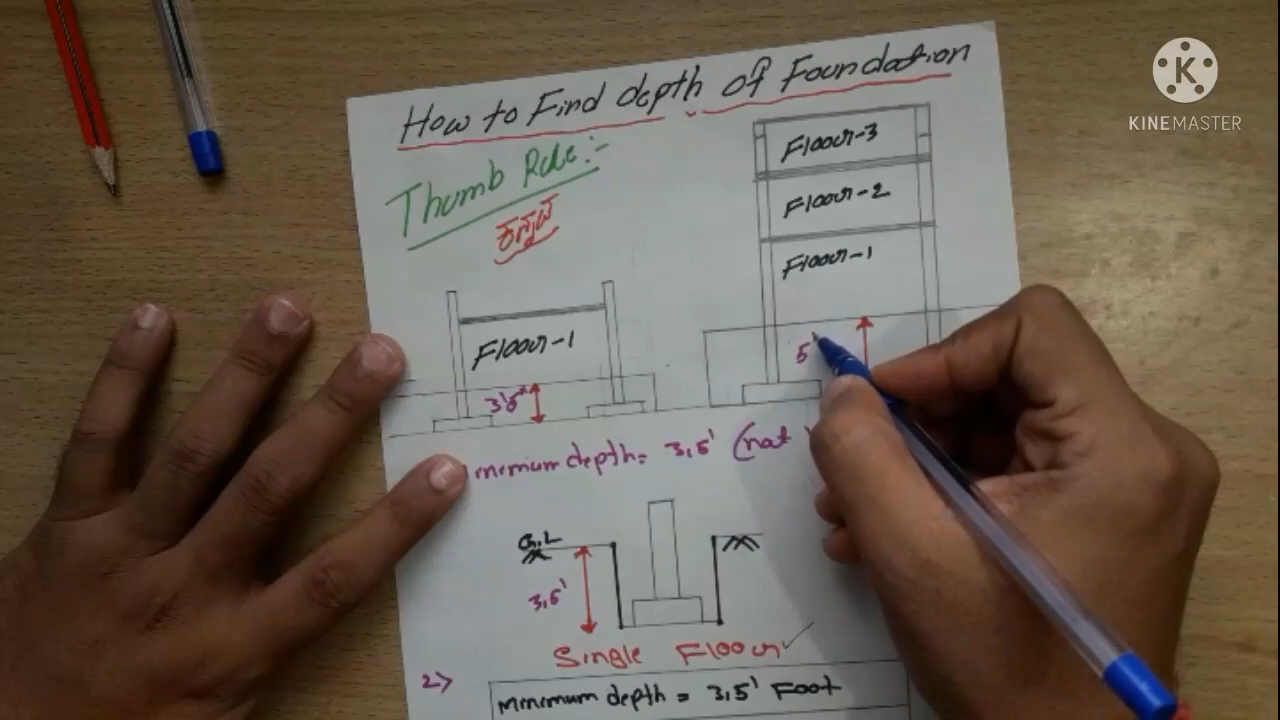 How to Find depth of Foundation
Thumb Rule:-
ಕನ್ನಡ
Floor-3
Floor-2
Floor-1
5'
Floor-1
3'5"
minimum depth = 3,5' (not
G.L
3,5'
Single Floor
2>
minimum depth = 3,5' Foot
KINEMASTER